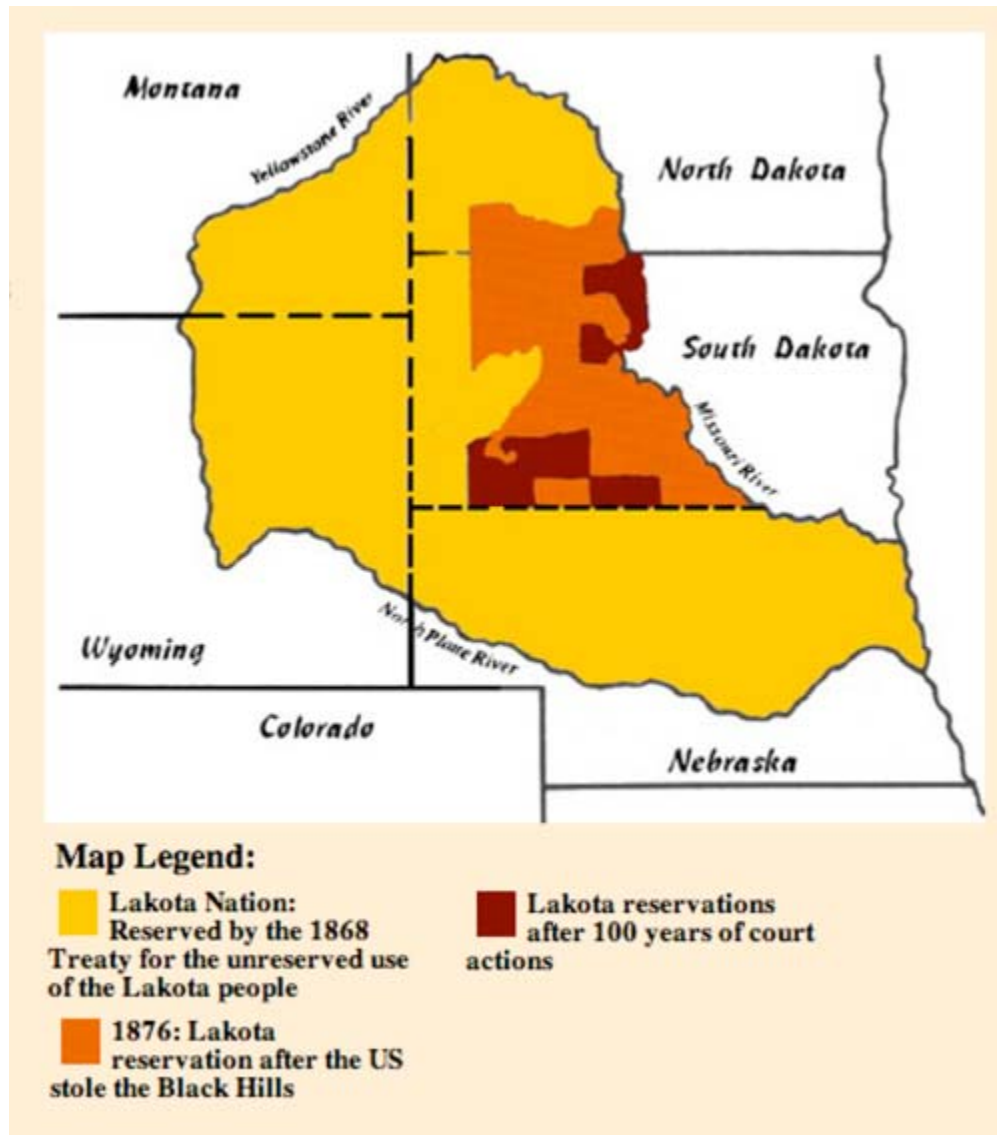 Montana
Yellowstone River
North Dakota
South Dakota
Missouri River
Wyoming
North Platte River
Colorado
Nebraska
Map Legend:
Lakota Nation:
Reserved by the 1868
Treaty for the unreserved use
of the Lakota people
1876: Lakota
reservation after the US
stole the Black Hills
Lakota reservations
after 100 years of court
actions